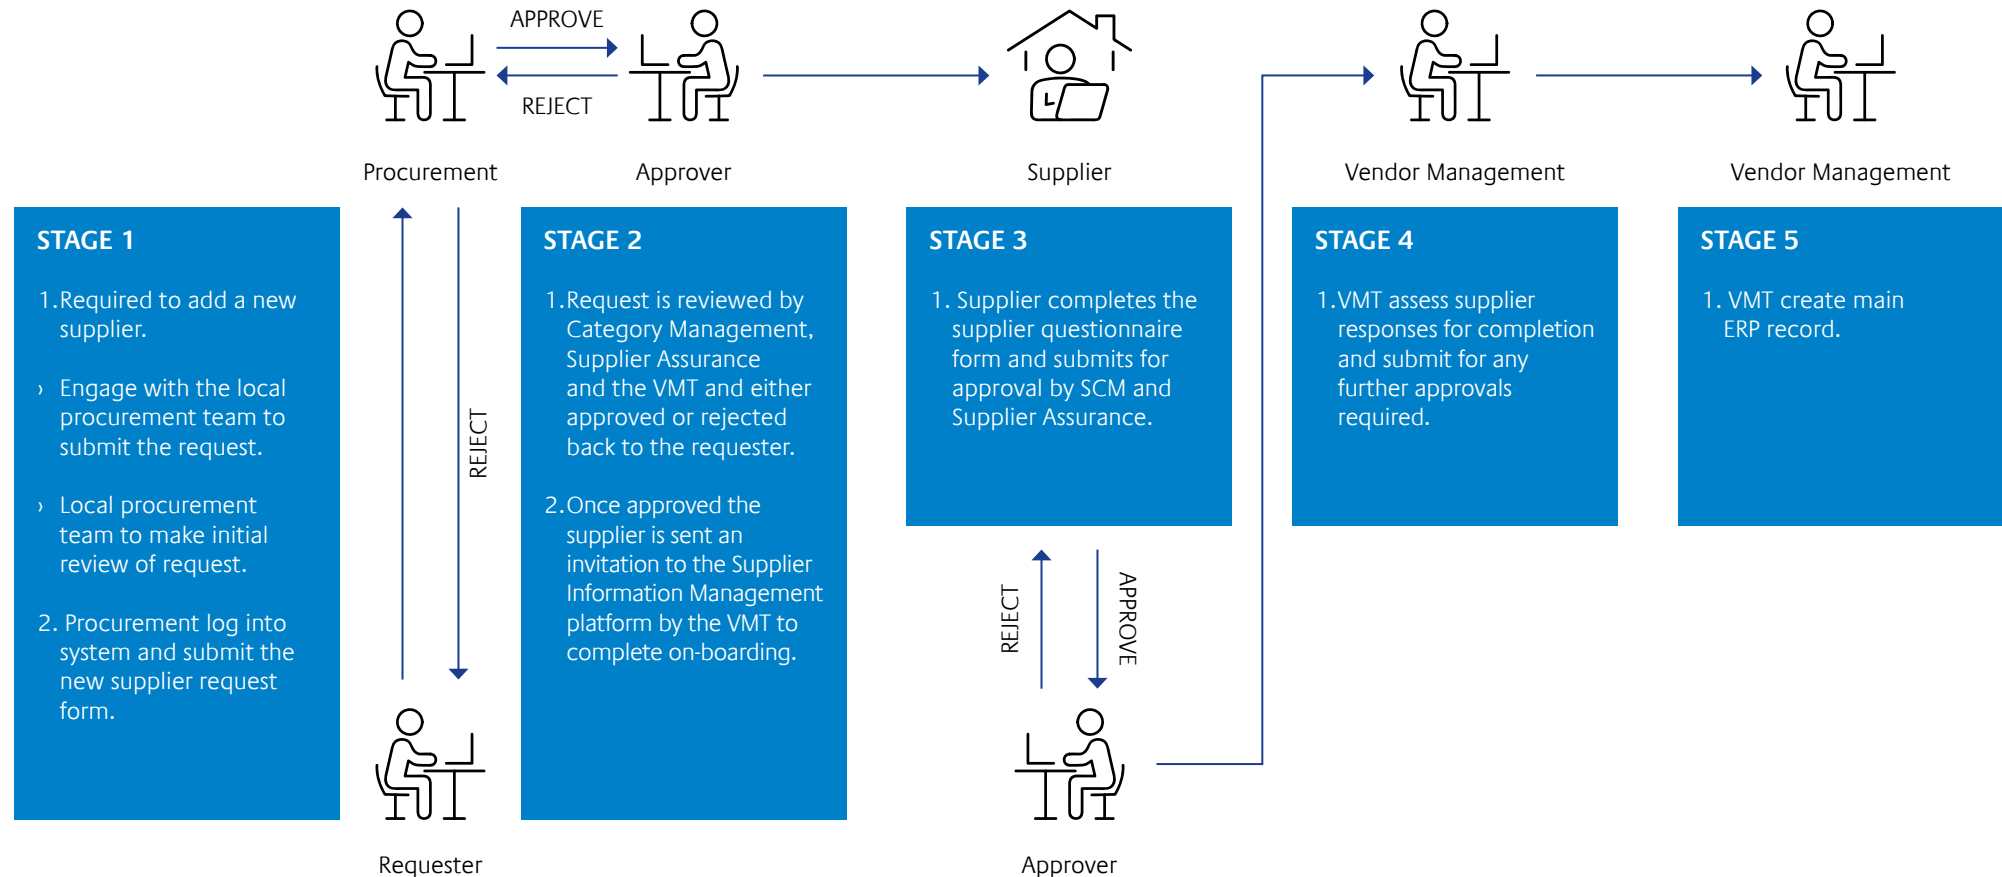 APPROVE
REJECT
Procurement
Approver
Supplier
Vendor Management
Vendor Management
STAGE 1
1.Required to add a new
supplier.
› Engage with the local
procurement team to
submit the request.
› Local procurement
team to make initial
review of request.
2. Procurement log into
system and submit the
new supplier request
form.
REJECT
Requester
STAGE 2
1.Request is reviewed by
Category Management,
Supplier Assurance
and the VMT and either
approved or rejected
back to the requester.
2.Once approved the
supplier is sent an
invitation to the Supplier
Information Management
platform by the VMT to
complete on-boarding.
STAGE 3
1. Supplier completes the
supplier questionnaire
form and submits for
approval by SCM and
Supplier Assurance.
REJECT
APPROVE
Approver
STAGE 4
1.VMT assess supplier
responses for completion
and submit for any
further approvals
required.
STAGE 5
1. VMT create main
ERP record.